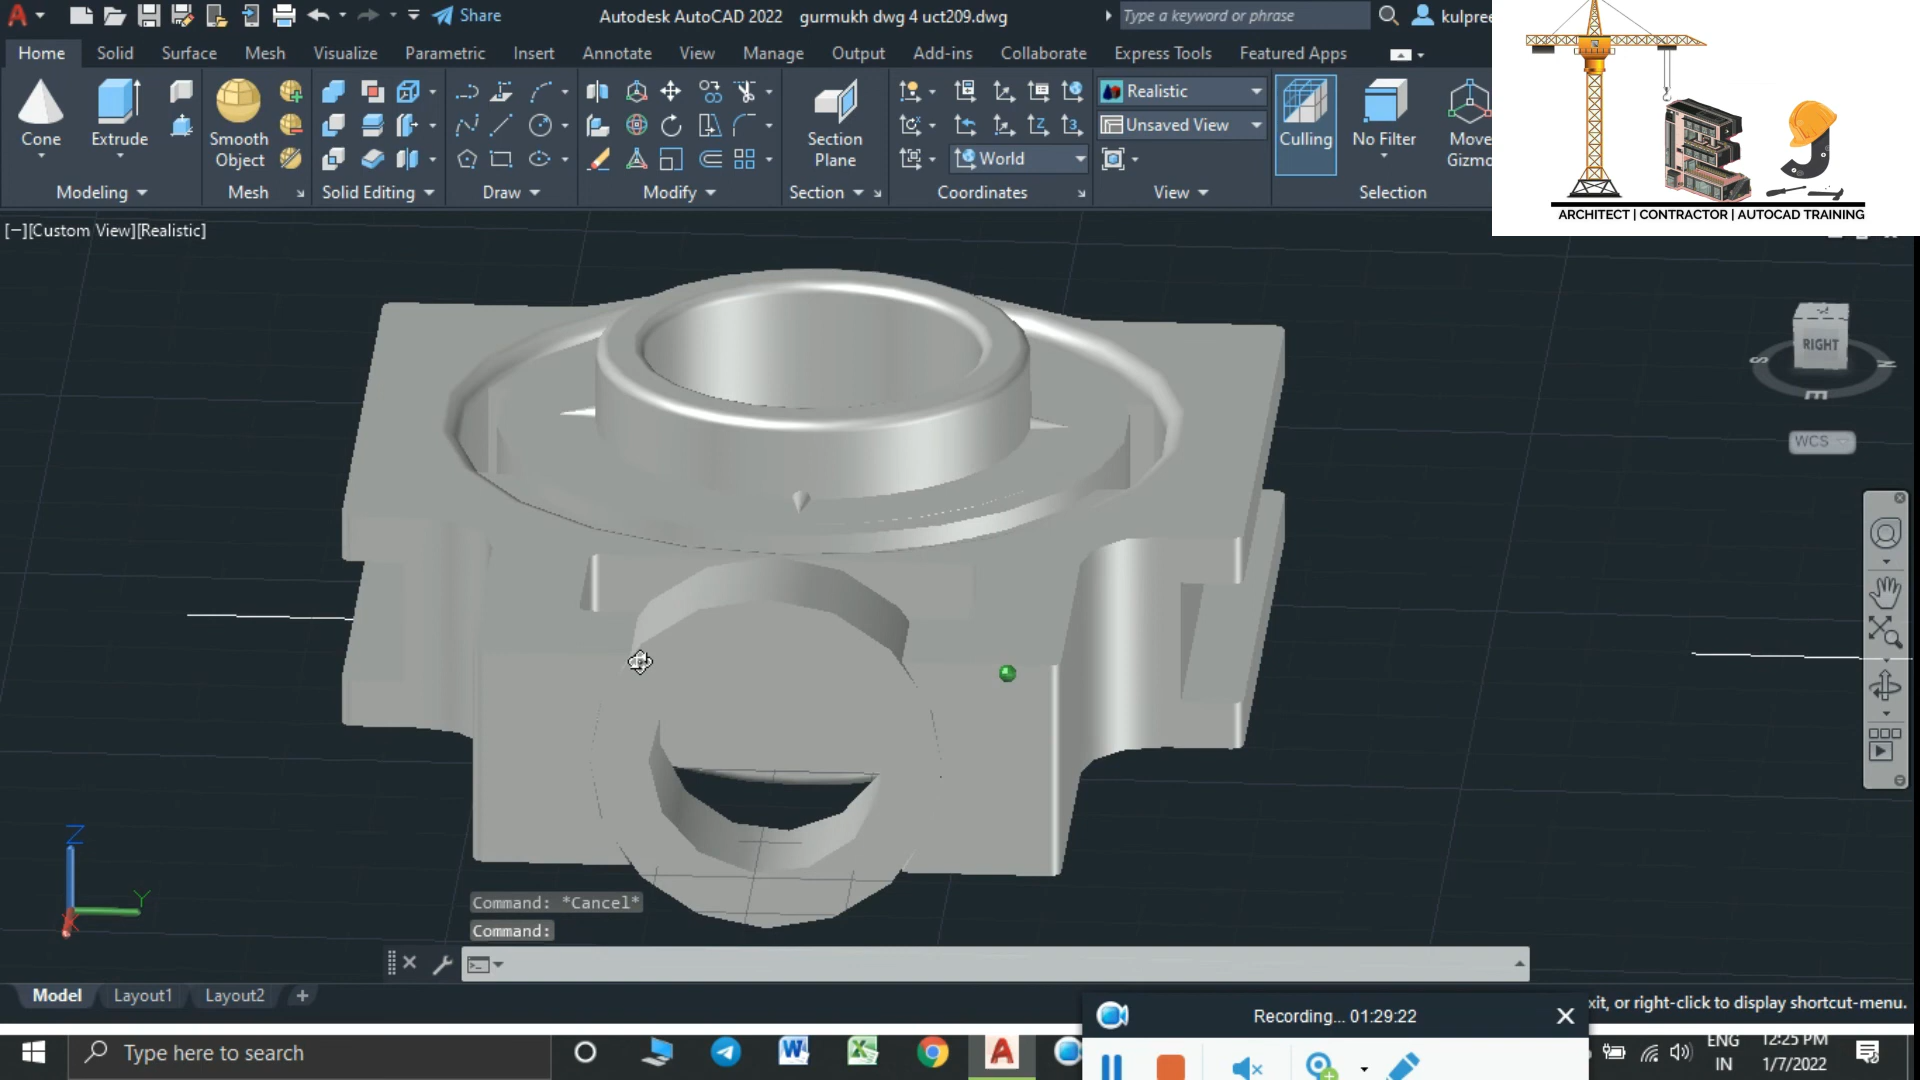 Share
Autodesk AutoCAD 2022 gurmukh dwg 4 uct209.dwg
Type a keyword or phrase
Home
Solid
Surface
Mesh
Visualize
Parametric
Insert
Annotate
View
Manage
Output
Add-ins
Collaborate
Express Tools
Featured Apps
Cone
Extrude
Smooth
Object
Section
Plane
Realistic
Unsaved View
World
Culling
No Filter
Move
Modeling
Mesh
Solid Editing
Draw
Modify
Section
Coordinates
View
Selection
ARCHITECT | CONTRACTOR | AUTOCAD TRAINING
[−][Custom View][Realistic]
RIGHT
S
N
E
WCS
Z
Y
X
Command: *Cancel*
Command:
Model
Layout1
Layout2
+
or right-click to display shortcut-menu.
Recording... 01:29:22
Type here to search
ENG
IN
12:25 PM
1/7/2022